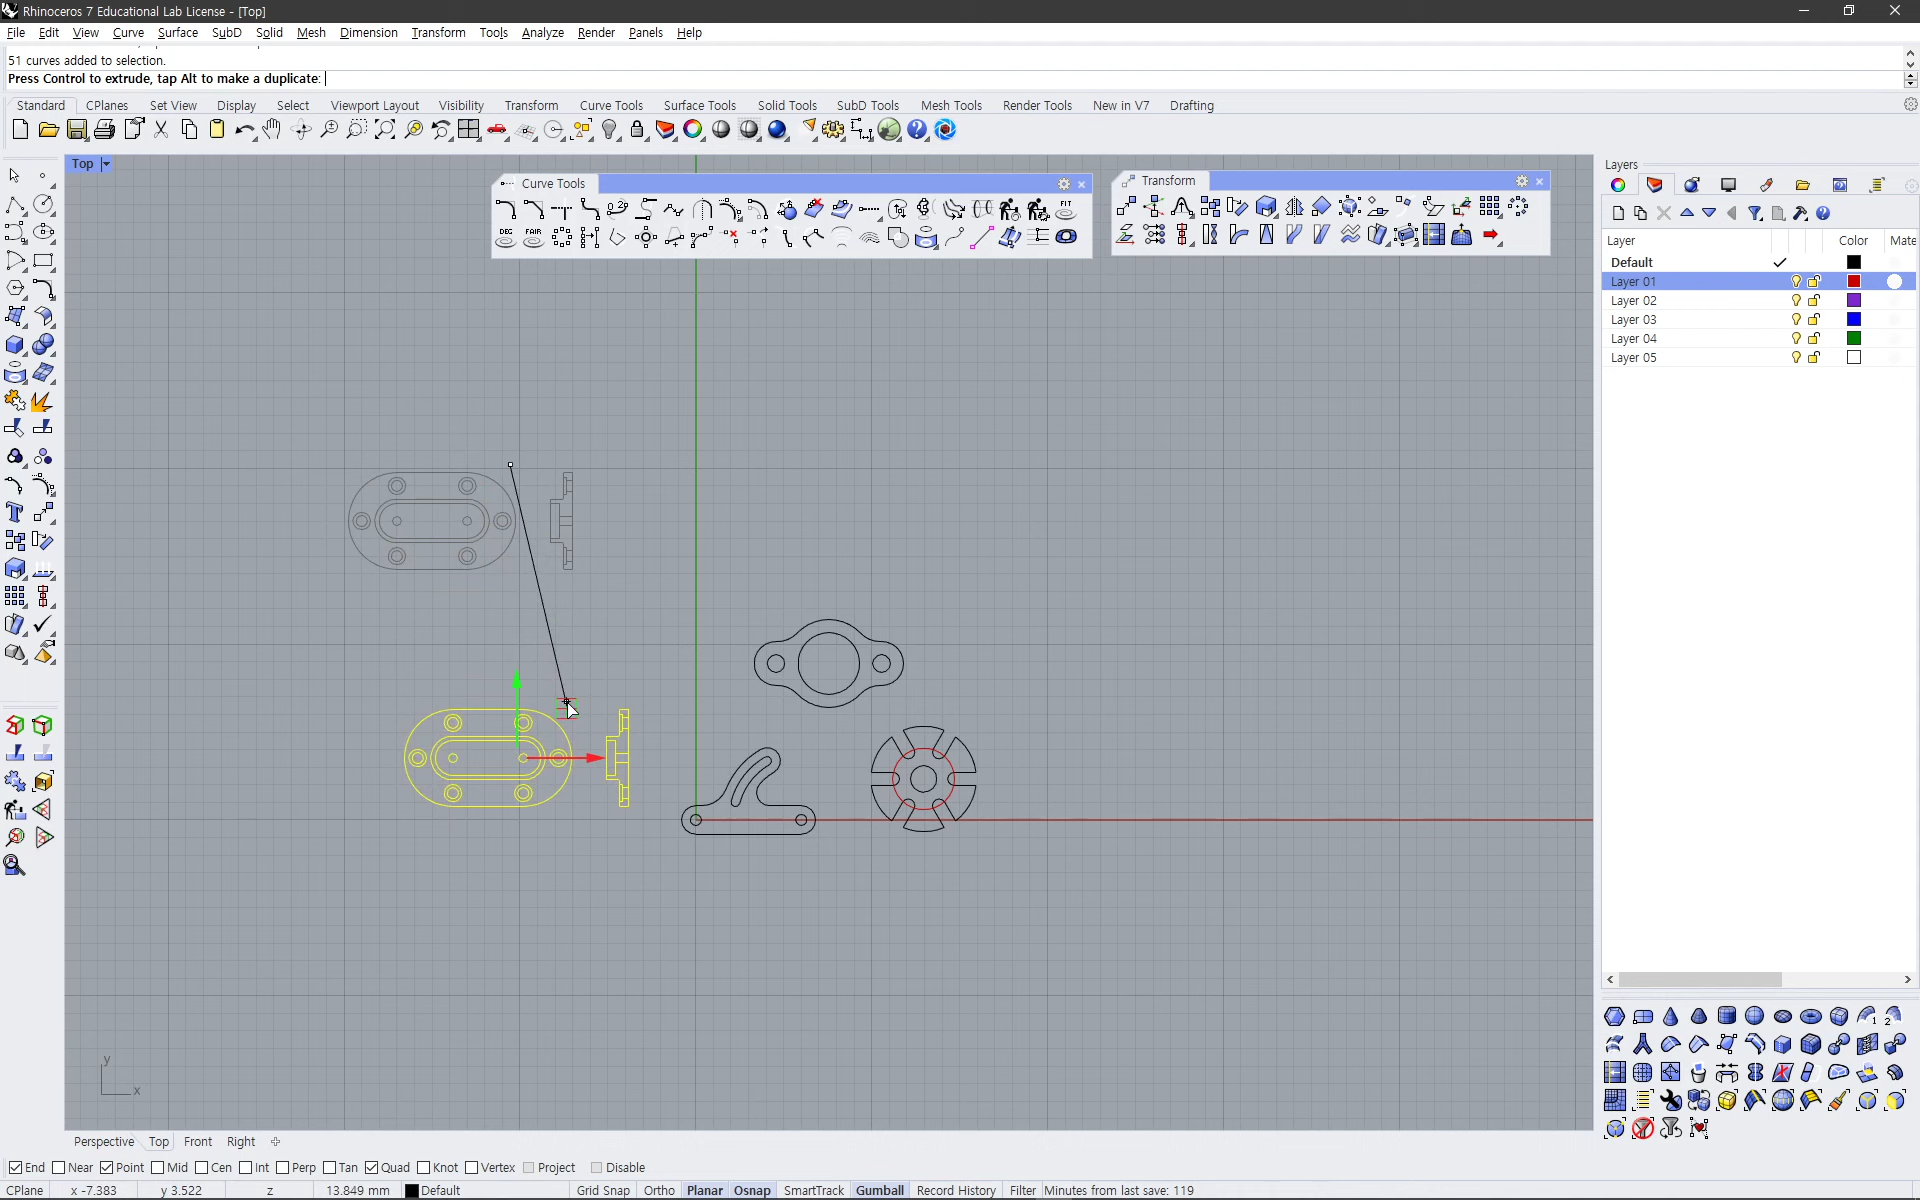 Rhinoceros 7 Educational Lab License - [Top]
File Edit View Curve Surface SubD Solid Mesh Dimension Transform Tools Analyze Render Panels Help
51 curves added to selection.
Press Control to extrude, tap Alt to make a duplicate:
Standard CPlanes Set View Display Select Viewport Layout Visibility Transform Curve Tools Surface Tools Solid Tools SubD Tools Mesh Tools Render Tools New in V7 Drafting
Top
Curve Tools
DEG FAIR
FIT
Transform
Layers
Layer Color Mate
Default
Layer 01
Layer 02
Layer 03
Layer 04
Layer 05
y
x
Perspective Top Front Right
End Near Point Mid Cen Int Perp Tan Quad Knot Vertex Project Disable
CPlane x -7.383 y 3.522 z 13.849 mm Default Grid Snap Ortho Planar Osnap SmartTrack Gumball Record History Filter Minutes from last save: 119